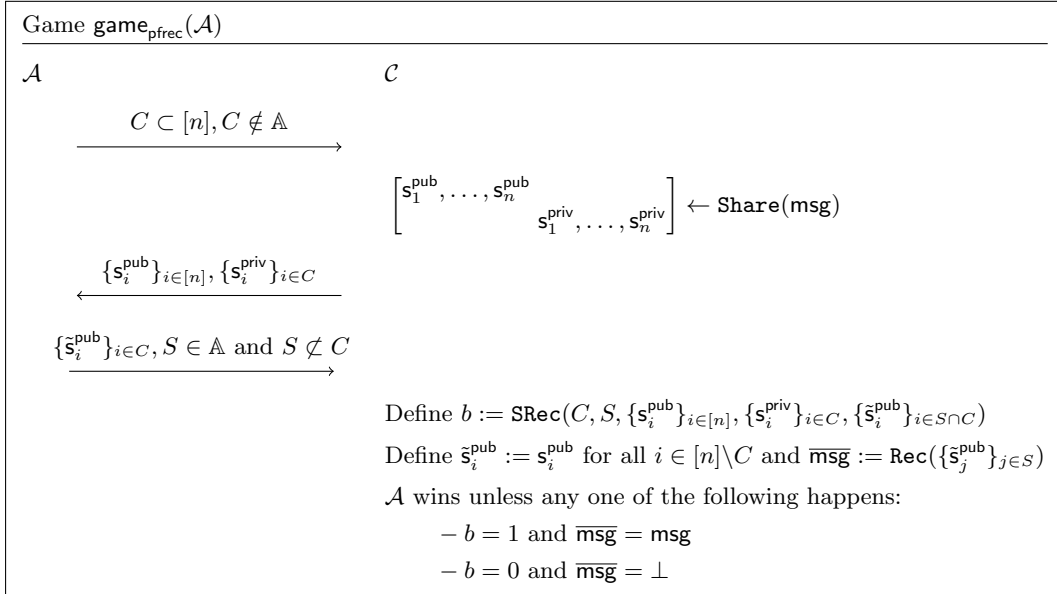 Game game_pfrec(𝒜)
𝒜 𝒞
C ⊂ [n], C ∉ 𝔸
[s_1^pub, …, s_n^pub
s_1^priv, …, s_n^priv] ← Share(msg)
{s_i^pub}_{i∈[n]}, {s_i^priv}_{i∈C}
{s̃_i^pub}_{i∈C}, S ∈ 𝔸 and S ⊄ C
Define b := SRec(C, S, {s_i^pub}_{i∈[n]}, {s_i^priv}_{i∈C}, {s̃_i^pub}_{i∈S∩C})
Define s̃_i^pub := s_i^pub for all i ∈ [n]\C and m̅s̅g̅ := Rec({s̃_j^pub}_{j∈S})
𝒜 wins unless any one of the following happens:
– b = 1 and m̅s̅g̅ = msg
– b = 0 and m̅s̅g̅ = ⊥